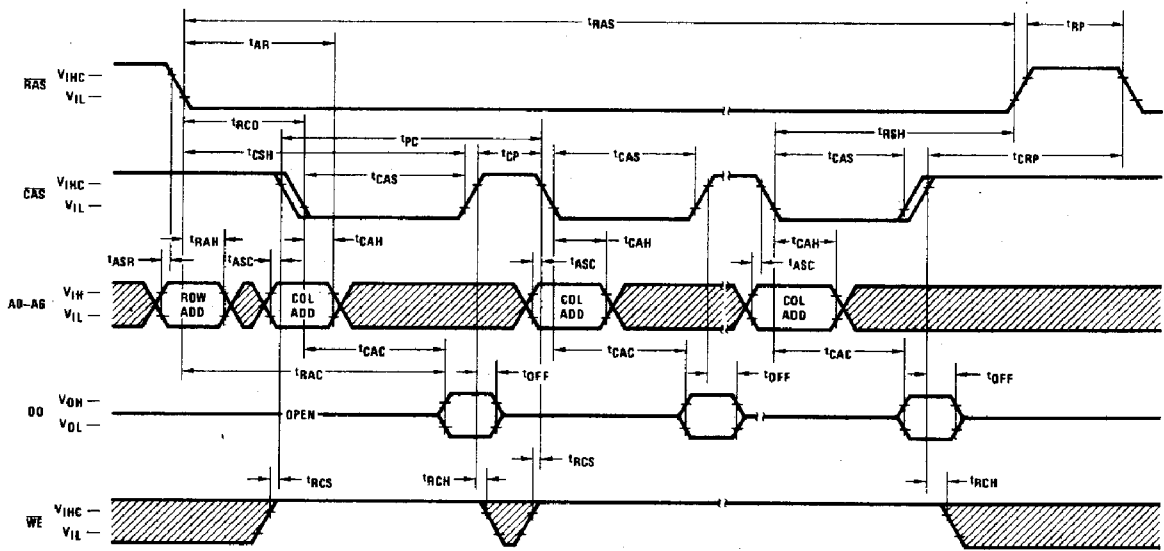 tRAS
tRP
tAR
RAS
VIHC
VIL
tRCD
tPC
tRSH
tCSH
tCP
tCAS
tCRP
tCAS
tCAS
CAS
VIHC
VIL
tRAH
tCAH
tCAH
tCAH
tASR
tASC
tASC
tASC
A0-A6
VIH
VIL
ROW ADD
COL ADD
COL ADD
COL ADD
tCAC
tCAC
tCAC
tRAC
tOFF
tOFF
tOFF
DO
VOH
VOL
OPEN
tRCS
tRCS
tRCH
tRCH
WE
VIHC
VIL